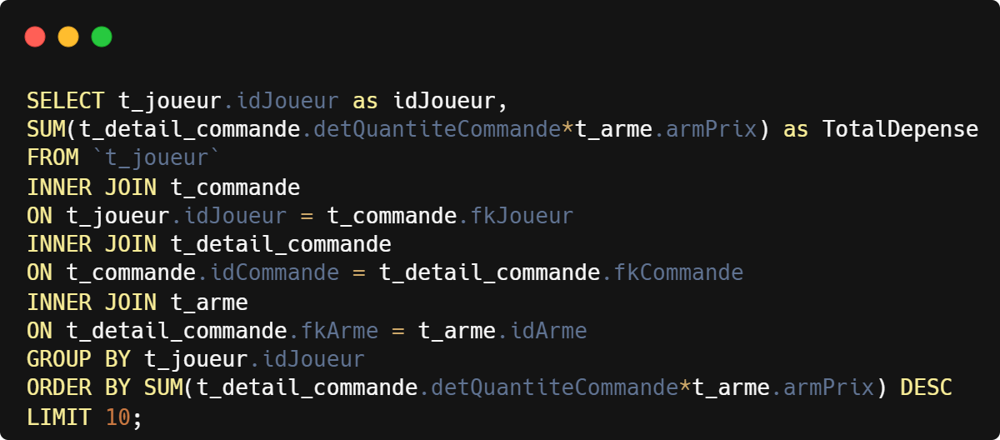 SELECT t_joueur.idJoueur as idJoueur,
SUM(t_detail_commande.detQuantiteCommande*t_arme.armPrix) as TotalDepense
FROM `t_joueur`
INNER JOIN t_commande
ON t_joueur.idJoueur = t_commande.fkJoueur
INNER JOIN t_detail_commande
ON t_commande.idCommande = t_detail_commande.fkCommande
INNER JOIN t_arme
ON t_detail_commande.fkArme = t_arme.idArme
GROUP BY t_joueur.idJoueur
ORDER BY SUM(t_detail_commande.detQuantiteCommande*t_arme.armPrix) DESC
LIMIT 10;